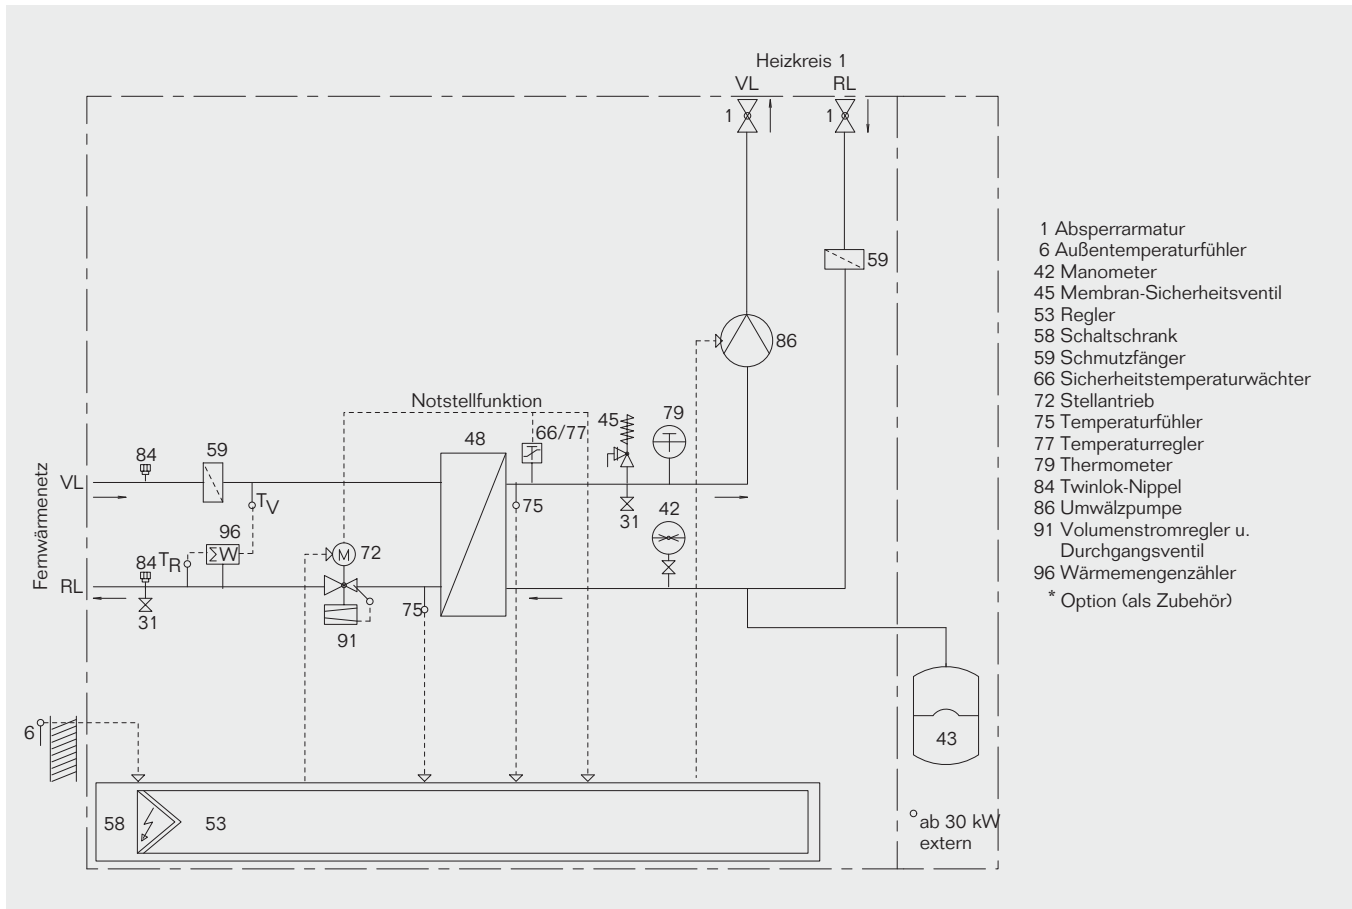 Heizkreis 1
VL RL
1 1
59
86
Notstellfunktion
45 79
48 66/77
59
84
VL
TV
75
31
42
96
72
TR
84
RL
75
31
91
Fernwärmenetz
6
43
58 53
°ab 30 kW
extern
1 Absperrarmatur
6 Außentemperaturfühler
42 Manometer
45 Membran-Sicherheitsventil
53 Regler
58 Schaltschrank
59 Schmutzfänger
66 Sicherheitstemperaturwächter
72 Stellantrieb
75 Temperaturfühler
77 Temperaturregler
79 Thermometer
84 Twinlok-Nippel
86 Umwälzpumpe
91 Volumenstromregler u.
Durchgangsventil
96 Wärmemengenzähler
* Option (als Zubehör)
M
ΣW
T